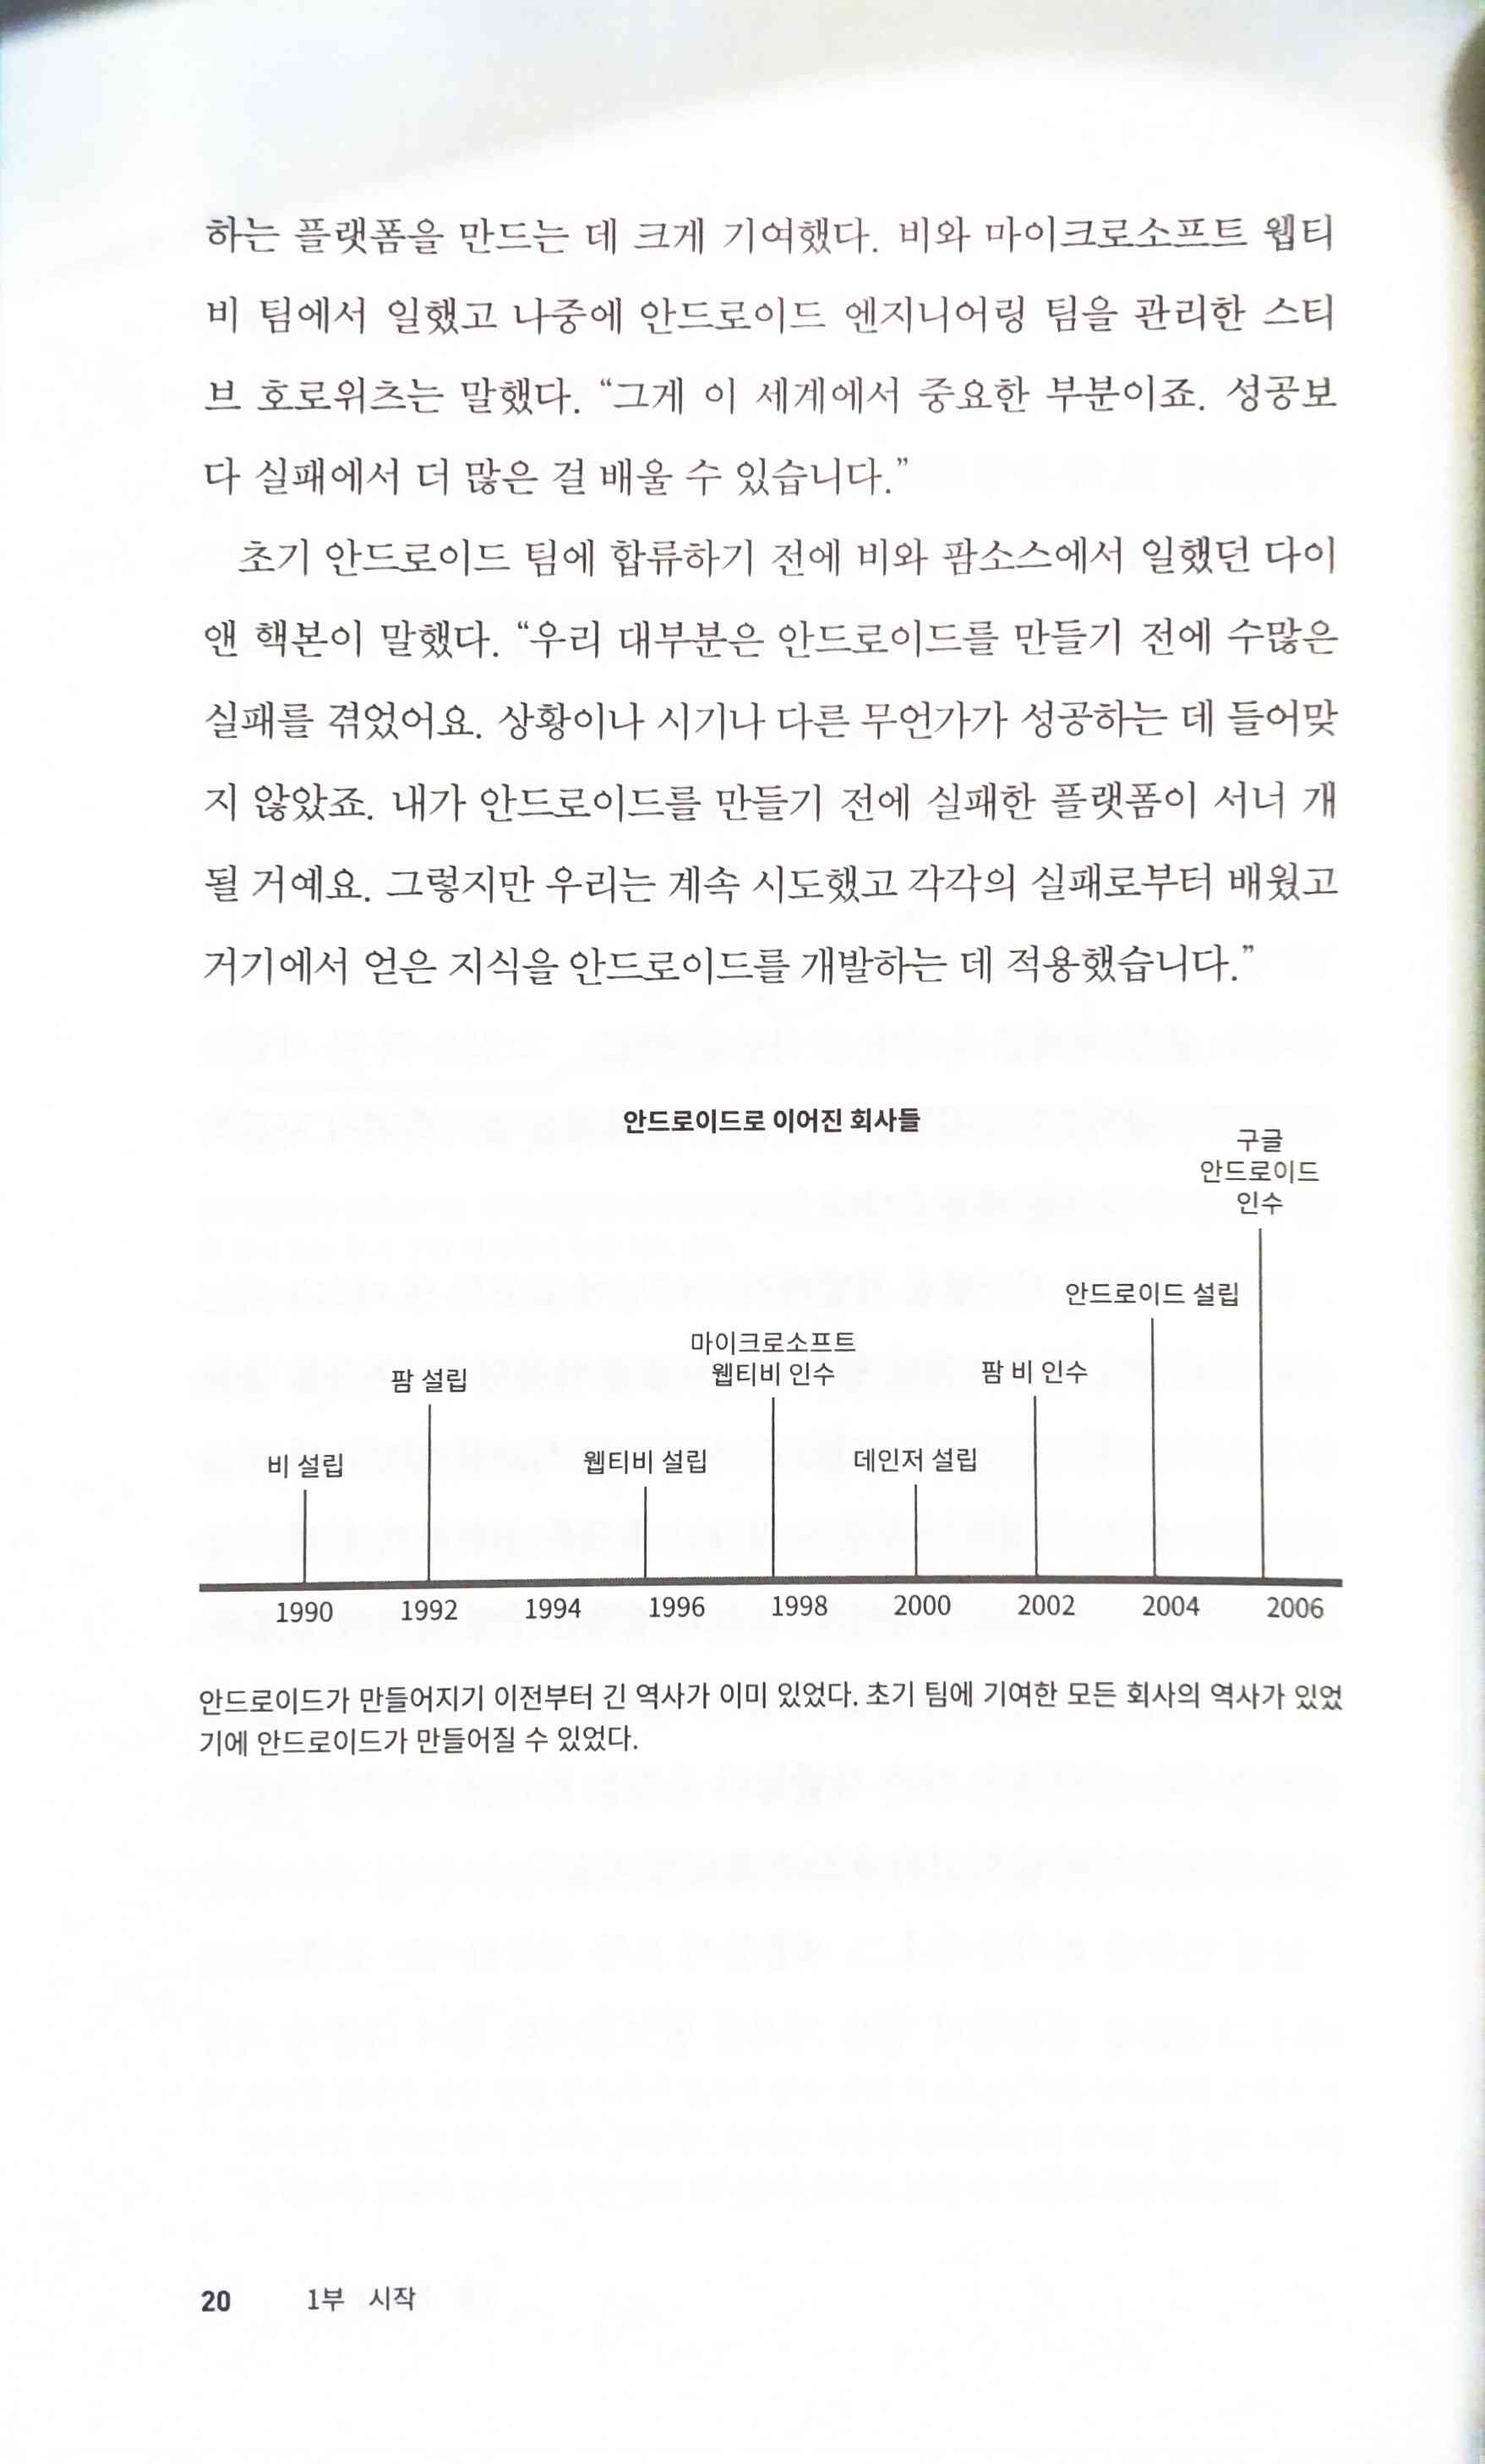 하는 플랫폼을 만드는 데 크게 기여했다. 비와 마이크로소프트 웹티
비 팀에서 일했고 나중에 안드로이드 엔지니어링 팀을 관리한 스티
브 호로위츠는 말했다. “그게 이 세계에서 중요한 부분이죠. 성공보
다 실패에서 더 많은 걸 배울 수 있습니다.”
초기 안드로이드 팀에 합류하기 전에 비와 팜소스에서 일했던 다이
앤 핵본이 말했다. “우리 대부분은 안드로이드를 만들기 전에 수많은
실패를 겪었어요. 상황이나 시기나 다른 무언가가 성공하는 데 들어맞
지 않았죠. 내가 안드로이드를 만들기 전에 실패한 플랫폼이 서너 개
될 거예요. 그렇지만 우리는 계속 시도했고 각각의 실패로부터 배웠고
거기에서 얻은 지식을 안드로이드를 개발하는 데 적용했습니다.”
안드로이드로 이어진 회사들
구글
안드로이드
인수
안드로이드 설립
마이크로소프트
웹티비 인수
팜 비 인수
팜 설립
비 설립
웹티비 설립
데인저 설립
1990 1992 1994 1996 1998 2000 2002 2004 2006
안드로이드가 만들어지기 이전부터 긴 역사가 이미 있었다. 초기 팀에 기여한 모든 회사의 역사가 있었
기에 안드로이드가 만들어질 수 있었다.
20 1부 시작